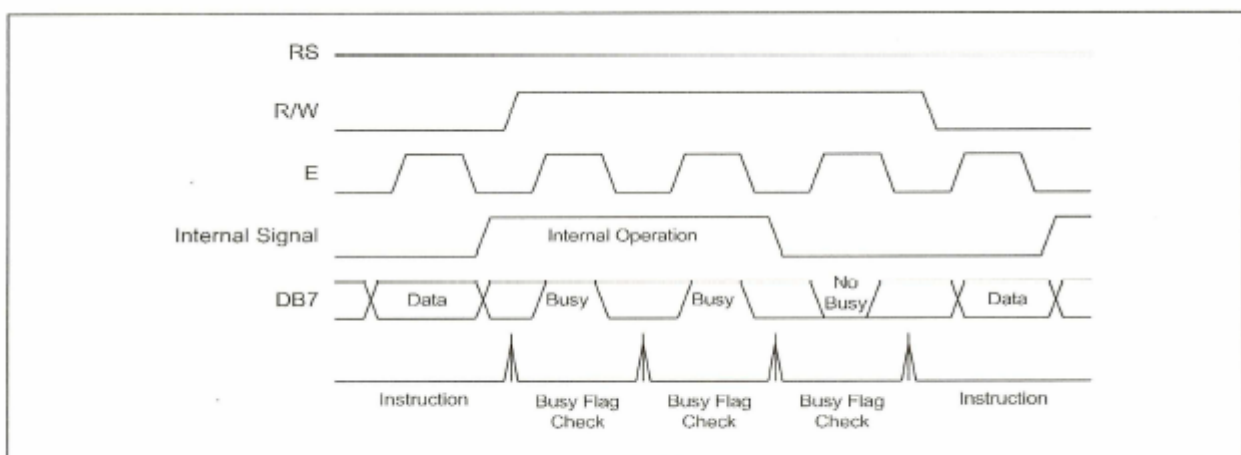 RS
R/W
E
Internal Signal
Internal Operation
DB7
Data
Busy
Busy
No
Busy
Data
Instruction
Busy Flag
Check
Busy Flag
Check
Busy Flag
Check
Instruction